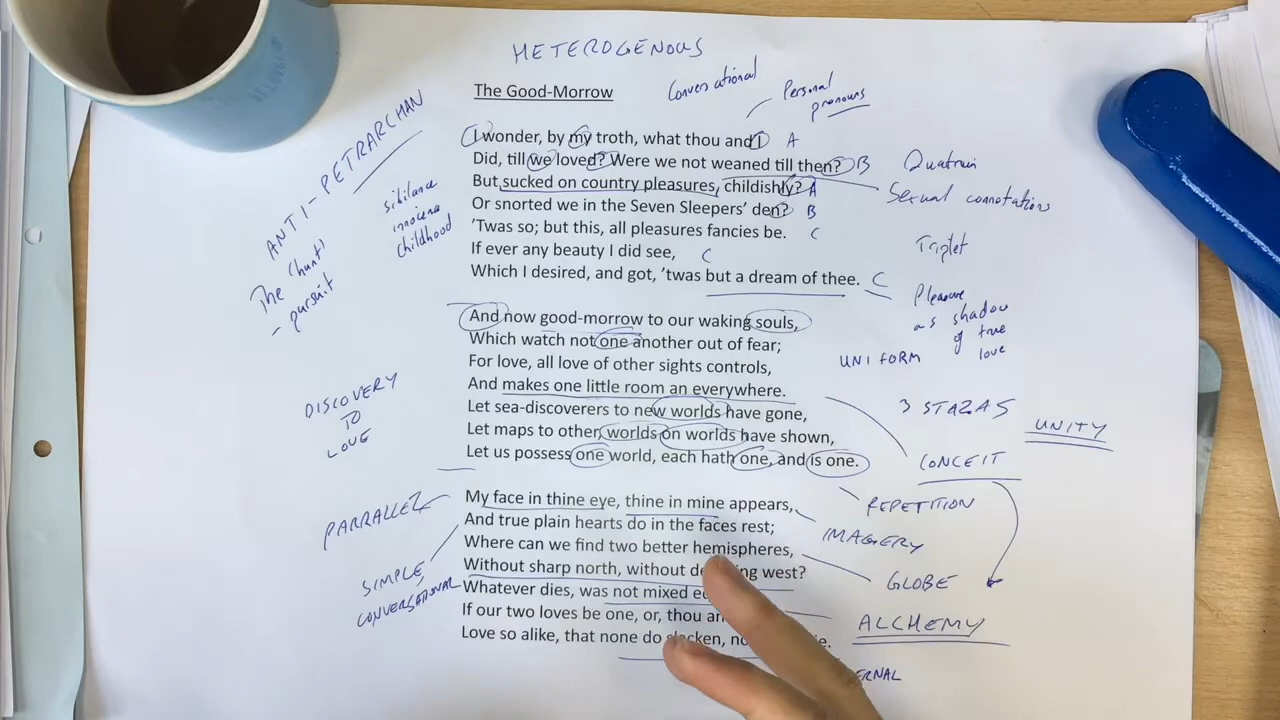 HETEROGENOUS
The Good-Morrow
Conversational
Personal
pronouns
I wonder, by my troth, what thou and I A
Did, till we loved? Were we not weaned till then? B
Quatrain
But sucked on country pleasures, childishly? A
Sexual connotations
Or snorted we in the Seven Sleepers' den? B
'Twas so; but this, all pleasures fancies be. C
If ever any beauty I did see, C
Triplet
Which I desired, and got, 'twas but a dream of thee. C
Pleasure
as shadow
of true
love
ANTI-PETRARCHAN
sibilance
innocence
childhood
The 'hunt'
- pursuit
And now good-morrow to our waking souls,
Which watch not one another out of fear;
For love, all love of other sights controls,
UNIFORM
And makes one little room an everywhere.
Let sea-discoverers to new worlds have gone,
3 STAZAS
Let maps to other, worlds on worlds have shown,
UNITY
Let us possess one world, each hath one, and is one.
CONCEIT
DISCOVERY
TO
LOVE
My face in thine eye, thine in mine appears,
REPETITION
And true plain hearts do in the faces rest;
IMAGERY
Where can we find two better hemispheres,
Without sharp north, without west?
GLOBE
Whatever dies, was not mixed
If our two loves be one, or, thou
ALCHEMY
Love so alike, that none do
PARRALLEL
SIMPLE
CONVERSATIONAL
ERNAL